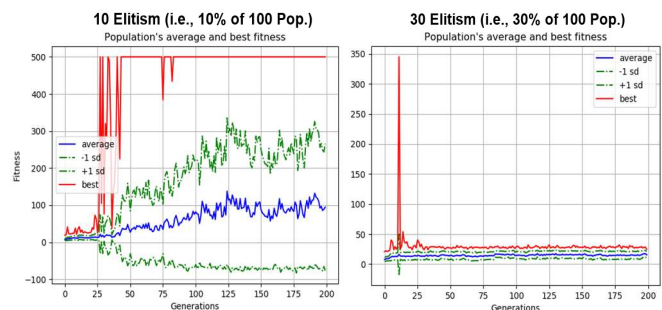 10 Elitism (i.e., 10% of 100 Pop.)
Population's average and best fitness
500
400
300
200
100
0
−100
Fitness
average
-1 sd
+1 sd
best
0 25 50 75 100 125 150 175 200
Generations
30 Elitism (i.e., 30% of 100 Pop.)
Population's average and best fitness
350
300
250
200
150
100
50
0
average
-1 sd
+1 sd
best
0 25 50 75 100 125 150 175 200
Generations